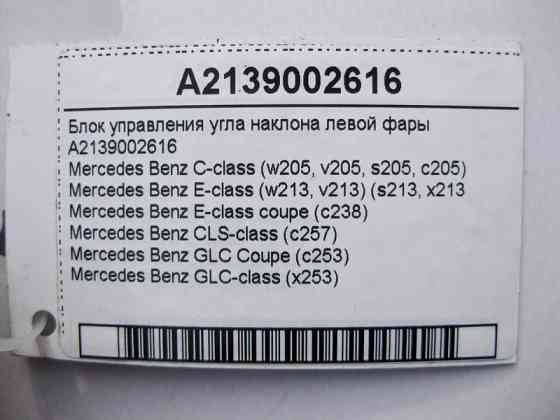 A2139002616
Блок управления угла наклона левой фары
A2139002616
Mercedes Benz C-class (w205, v205, s205, c205)
Mercedes Benz E-class (w213, v213) (s213, x213
Mercedes Benz E-class coupe (c238)
Mercedes Benz CLS-class (c257)
Mercedes Benz GLC Coupe (c253)
Mercedes Benz GLC-class (x253)